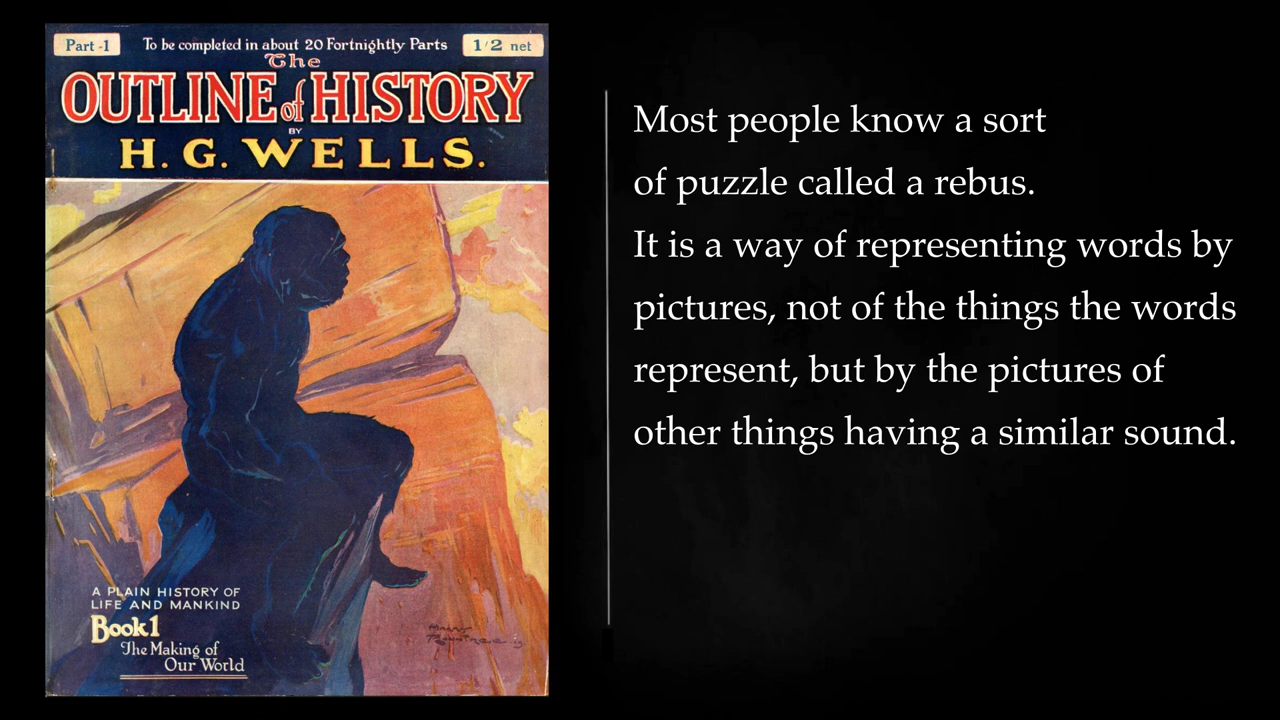 Part -1
To be completed in about 20 Fortnightly Parts
1/2 net
The
OUTLINE of HISTORY
BY
H. G. WELLS.
A PLAIN HISTORY OF
LIFE AND MANKIND
Book 1
The Making of
Our World
Most people know a sort
of puzzle called a rebus.
It is a way of representing words by
pictures, not of the things the words
represent, but by the pictures of
other things having a similar sound.